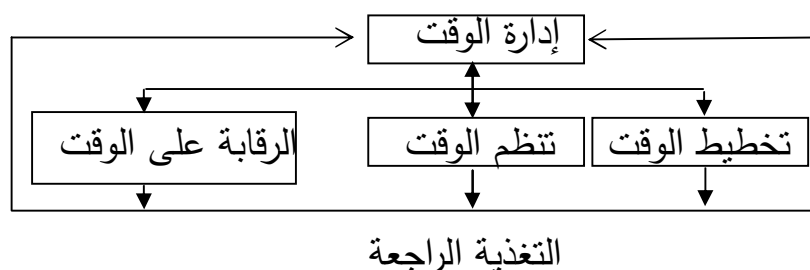 إدارة الوقت
تخطيط الوقت
تنظم الوقت
الرقابة على الوقت
التغذية الراجعة